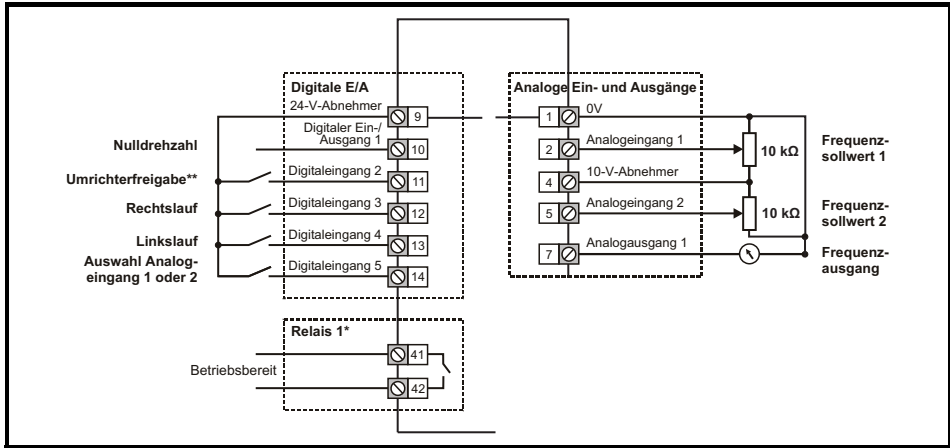 Digitale E/A
24-V-Abnehmer
9
Digitaler Ein-/
Ausgang 1
10
Nulldrehzahl
Umrichterfreigabe**
Digitaleingang 2
11
Rechtslauf
Digitaleingang 3
12
Linkslauf
Digitaleingang 4
13
Auswahl Analog-
eingang 1 oder 2
Digitaleingang 5
14
Relais 1*
41
Betriebsbereit
42
Analoge Ein- und Ausgänge
1
0V
2
Analogeingang 1
10 kΩ
Frequenz-
sollwert 1
4
10-V-Abnehmer
5
Analogeingang 2
10 kΩ
Frequenz-
sollwert 2
7
Analogausgang 1
Frequenz-
ausgang